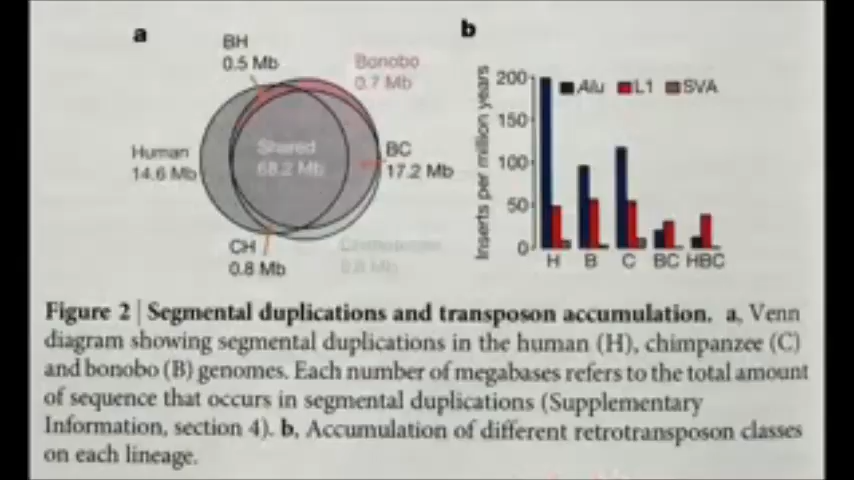 a
BH
0.5 Mb
Bonobo
0.7 Mb
Human
14.6 Mb
Shared
68.2 Mb
BC
17.2 Mb
CH
0.8 Mb
b
Inserts per million years
200
150
100
50
0
Alu L1 SVA
H B C BC HBC
Figure 2 | Segmental duplications and transposon accumulation. a, Venn
diagram showing segmental duplications in the human (H), chimpanzee (C)
and bonobo (B) genomes. Each number of megabases refers to the total amount
of sequence that occurs in segmental duplications (Supplementary
Information, section 4). b, Accumulation of different retrotransposon classes
on each lineage.